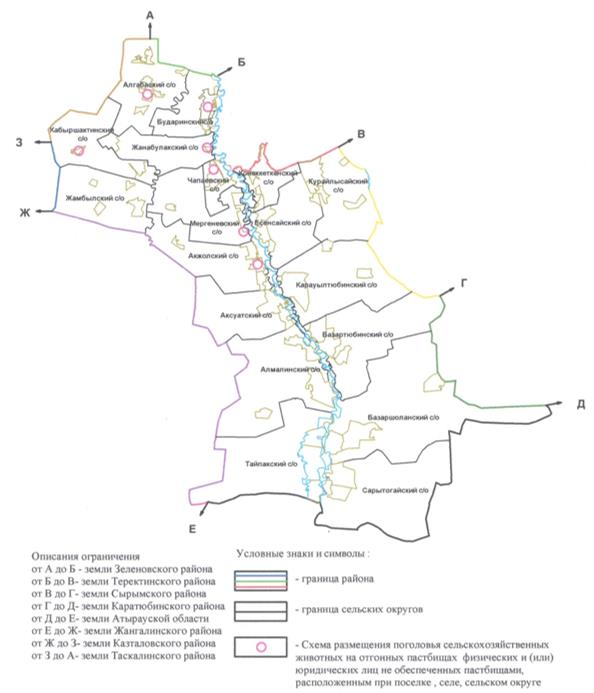 А
Б
Алгабасский с/о
Бударинский с/о
В
Кабыршактинский с/о
З
Жанабулакский с/о
Чапаевский с/о
Курайлысайский с/о
Жамбылский с/о
Ж
Мергеневский с/о
Есенсайский с/о
Акжолский с/о
Г
Карауылтюбинский с/о
Аксуатский с/о
Базартюбинский с/о
Алмалинский с/о
Д
Базаршоланский с/о
Тайпакский с/о
Сарытогайский с/о
Е
Описания ограничения
от А до Б - земли Зеленовского района
от Б до В- земли Теректинского района
от В до Г- земли Сырымского района
от Г до Д- земли Каратюбинского района
от Д до Е- земли Атырауской области
от Е до Ж- земли Жангалинского района
от Ж до З- земли Казталовского района
от З до А- земли Таскалинского района
Условные знаки и символы :
- граница района
- граница сельских округов
- Схема размещения поголовья сельскохозяйственных
животных на отгонных пастбищах физических и (или)
юридических лиц не обеспеченных пастбищами,
расположенным при поселке , селе, сельском округе